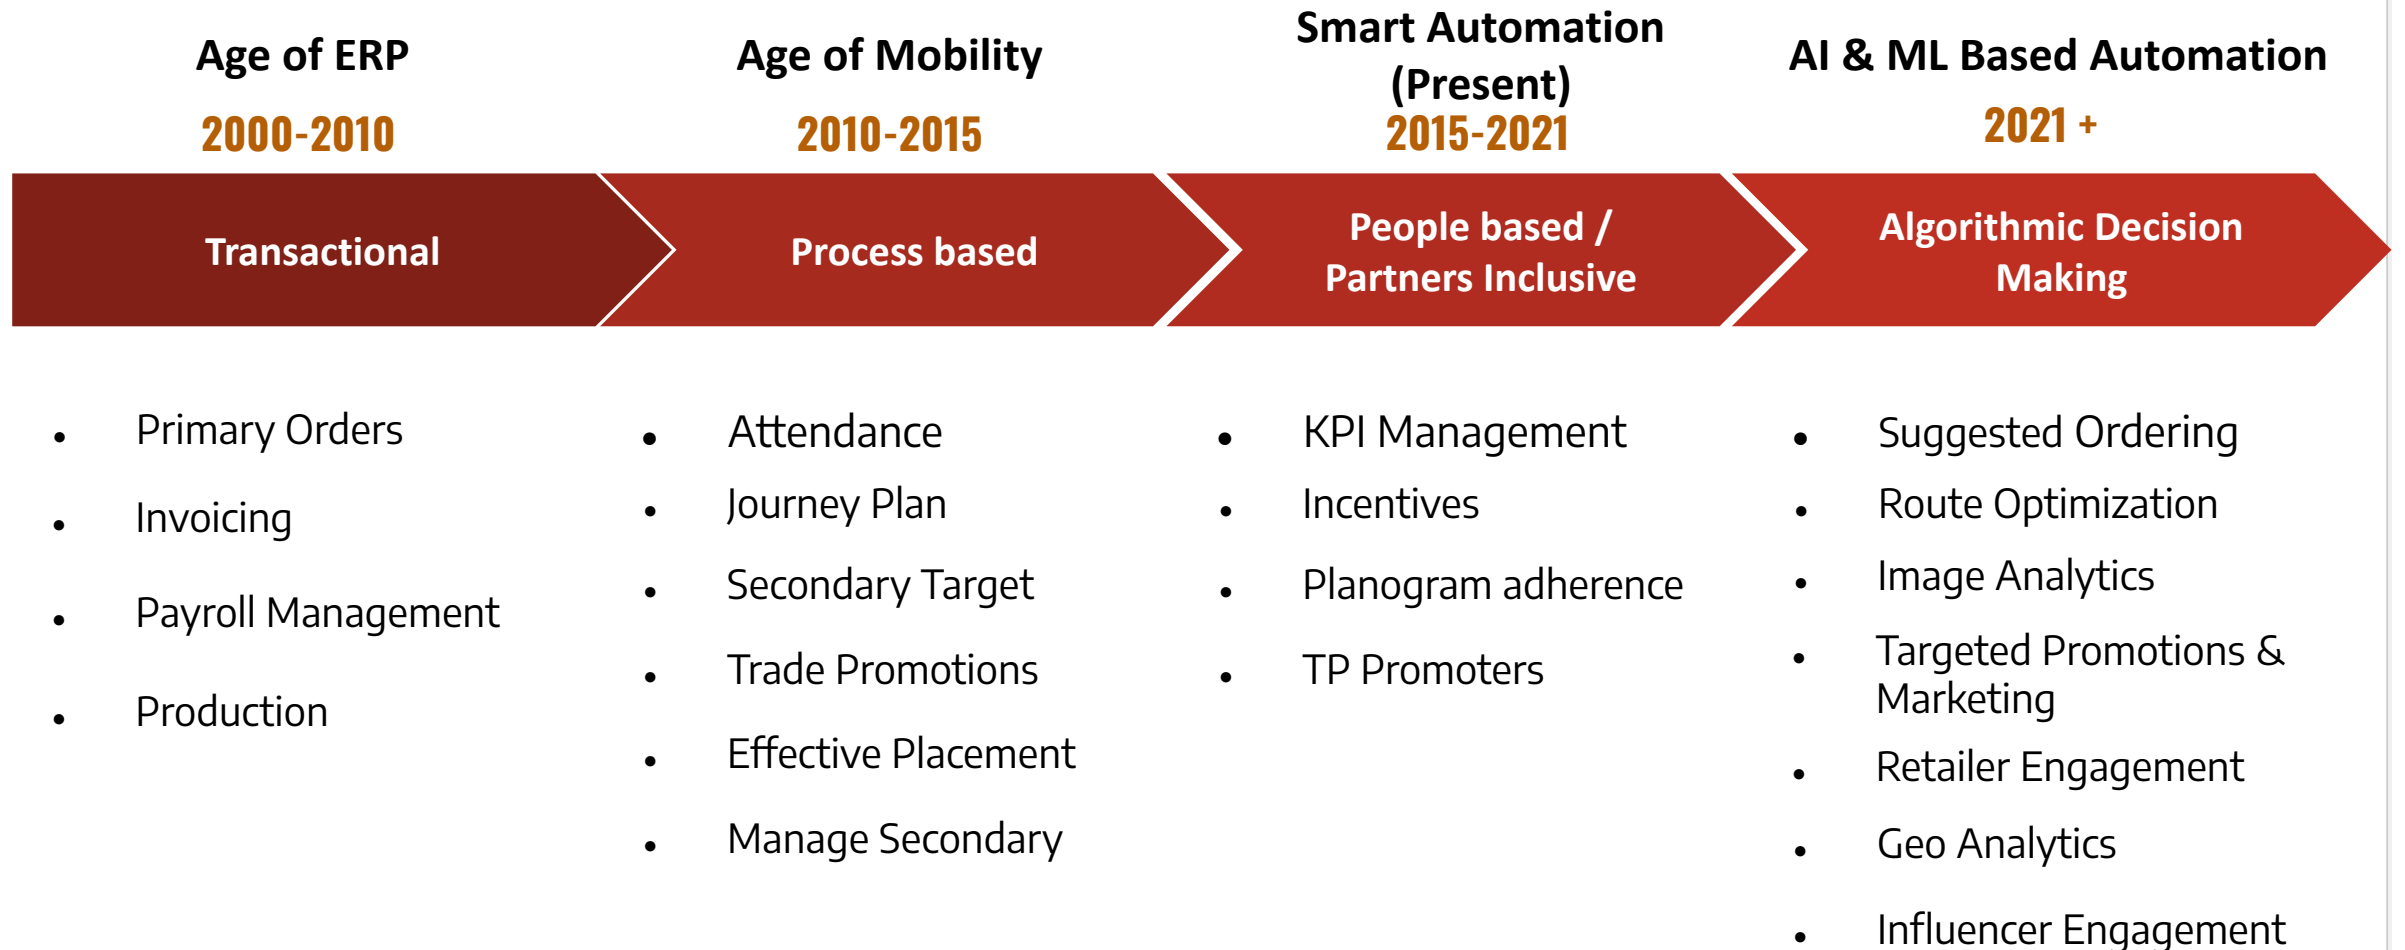 Age of ERP
2000-2010
Age of Mobility
2010-2015
Smart Automation
(Present)
2015-2021
AI & ML Based Automation
2021 +
Transactional
Process based
People based /
Partners Inclusive
Algorithmic Decision
Making
• Primary Orders
• Invoicing
• Payroll Management
• Production
• Attendance
• Journey Plan
• Secondary Target
• Trade Promotions
• Effective Placement
• Manage Secondary
• KPI Management
• Incentives
• Planogram adherence
• TP Promoters
• Suggested Ordering
• Route Optimization
• Image Analytics
• Targeted Promotions &
Marketing
• Retailer Engagement
• Geo Analytics
• Influencer Engagement